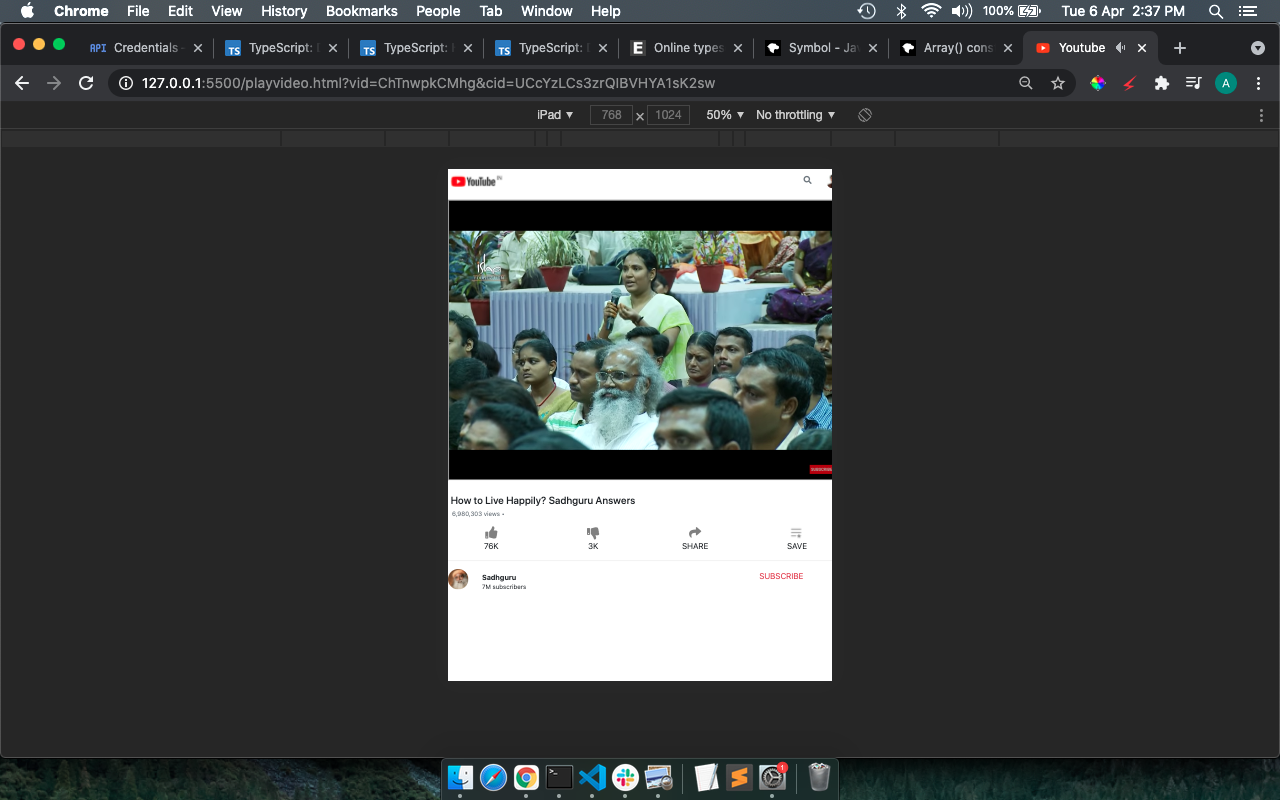 Chrome File Edit View History Bookmarks People Tab Window Help 100% Tue 6 Apr 2:37 PM
API Credentials TypeScript: TypeScript: TypeScript: Online types Symbol - Jav Array() cons Youtube
127.0.0.1:5500/playvideo.html?vid=ChTnwpkCMhg&cid=UCcYzLCs3zrQIBVHYA1sK2sw A
iPad 768 × 1024 50% No throttling
YouTube IN
isha
SUBSCRIBE
How to Live Happily? Sadhguru Answers
6,980,303 views •
76K 3K SHARE SAVE
Sadhguru SUBSCRIBE
7M subscribers
1